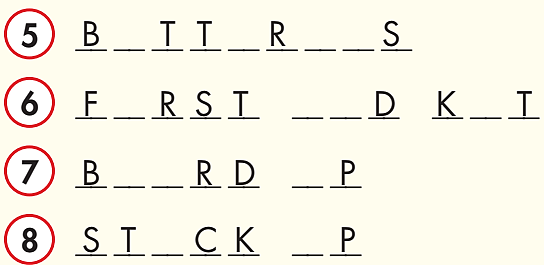 5 B _ T T _ R _ _ S
6 F _ R S T _ _ D K _ T
7 B _ _ R D _ P
8 S T _ C K _ P